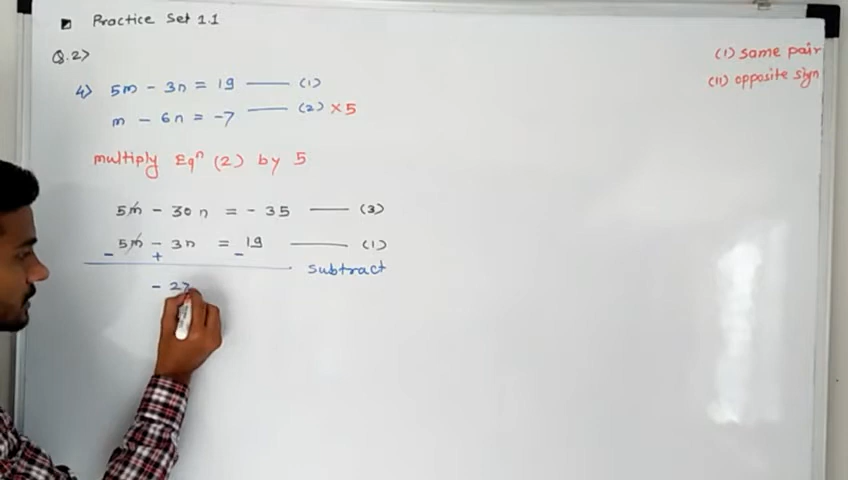 Practice Set 1.1
Q.2>
4> 5m - 3n = 19 —— (1)
m - 6n = -7 —— (2) × 5
multiply Eqⁿ (2) by 5
5m - 30n = - 35 —— (3)
5m - 3n = 19 —— (1)
- + -
subtract
- 27
(I) same pair
(II) opposite sign